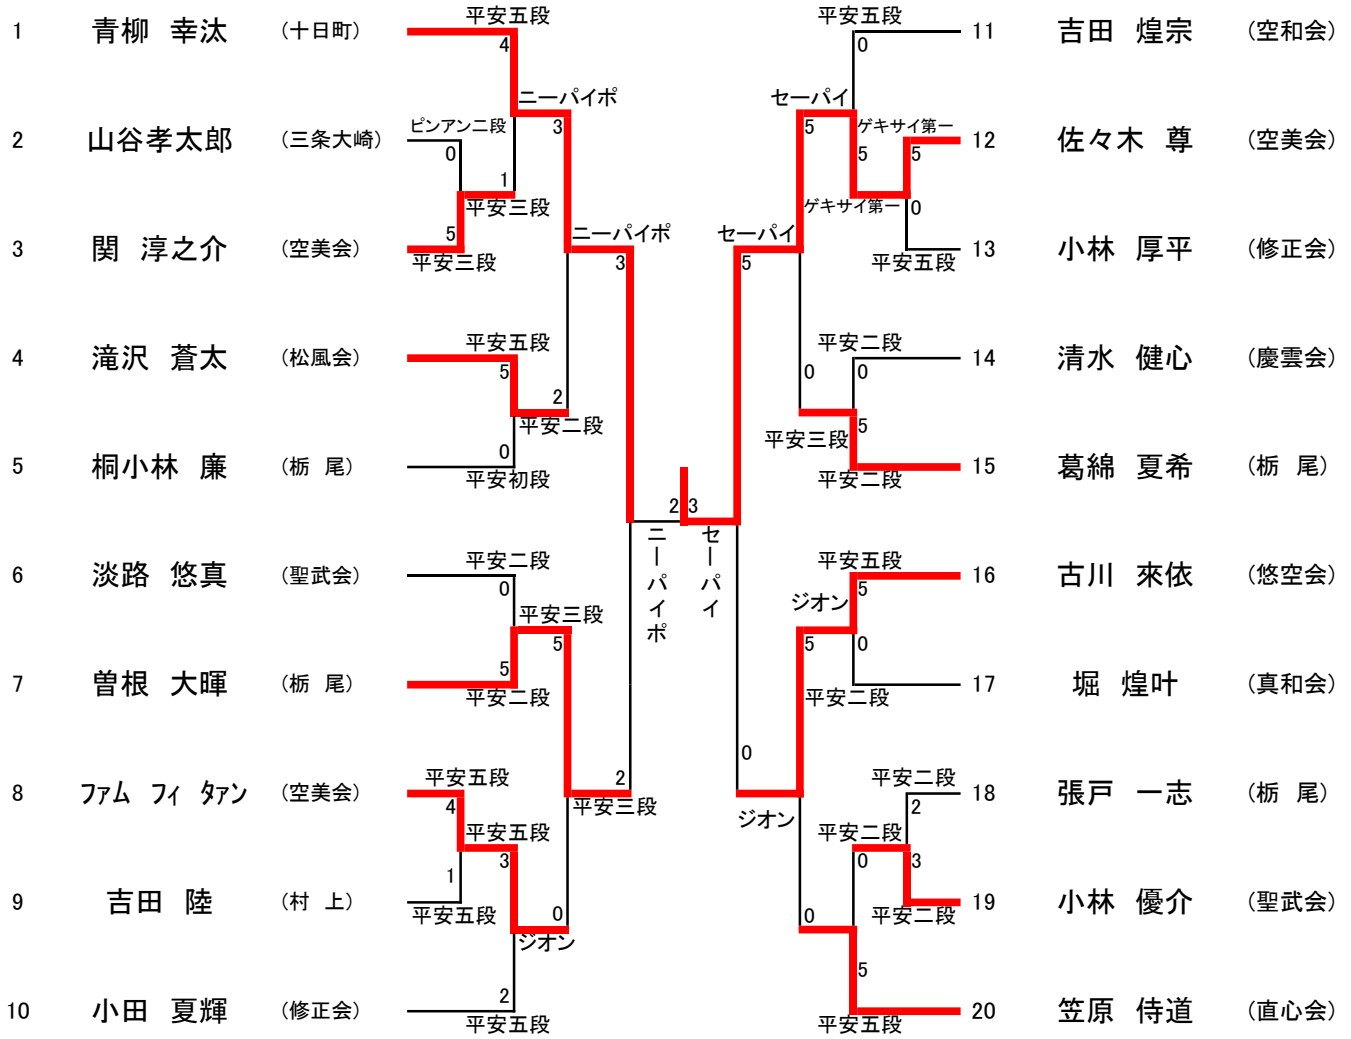 平安五段 平安五段
1 青柳 幸汰 (十日町) 4 0 11 吉田 煌宗 (空和会)
ニーパイポ セーパイ
ピンアン二段 3 5 ゲキサイ第一
2 山谷孝太郎 (三条大崎) 0 5 5 12 佐々木 尊 (空美会)
1
平安三段 ゲキサイ第一 0
5 ニーパイポ セーパイ
3 関 淳之介 (空美会) 13 小林 厚平 (修正会)
平安三段 3 5 平安五段
平安五段 平安二段
4 滝沢 蒼太 (松風会) 14 清水 健心 (慶雲会)
5 0 0
2
平安二段 平安三段 5
0
5 桐小林 廉 (栃 尾) 15 葛綿 夏希 (栃 尾)
平安初段 平安二段
2 3
ニーパイポ セーパイ
平安二段 平安五段
6 淡路 悠真 (聖武会) 16 古川 來依 (悠空会)
0 5
平安三段 ジオン
5 5 0
5
7 曽根 大暉 (栃 尾) 17 堀 煌叶 (真和会)
平安二段 平安二段
0
平安五段 2 平安二段
8 ファム フィ タァン (空美会) 18 張戸 一志 (栃 尾)
4 平安三段 ジオン 2
平安五段 平安二段
3 0 3
1
9 吉田 陸 (村 上) 19 小林 優介 (聖武会)
平安五段 0 0 平安二段
ジオン
5
2
10 小田 夏輝 (修正会) 20 笠原 侍道 (直心会)
平安五段 平安五段